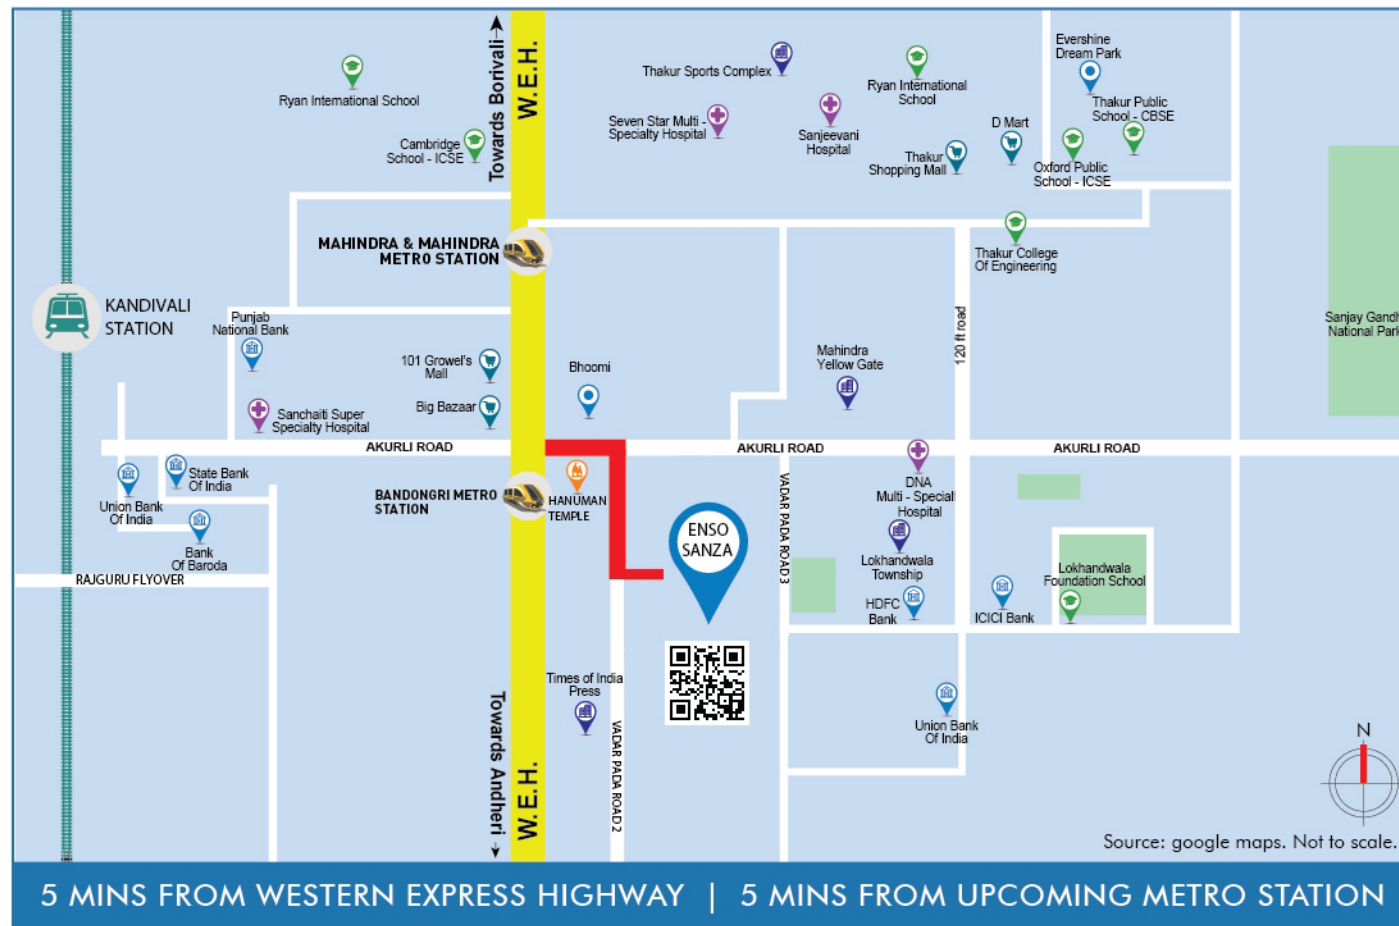 Towards Borivali
W.E.H.
Ryan International School
Cambridge
School - ICSE
Thakur Sports Complex
Seven Star Multi -
Specialty Hospital
Sanjeevani
Hospital
Ryan International
School
Thakur
Shopping Mall
D Mart
Evershine
Dream Park
Thakur Public
School - CBSE
Oxford Public
School - ICSE
MAHINDRA & MAHINDRA
METRO STATION
Thakur College
Of Engineering
KANDIVALI
STATION
Punjab
National Bank
101 Growel's
Mall
Big Bazaar
Sanchaiti Super
Specialty Hospital
Bhoomi
Mahindra
Yellow Gate
120 ft road
Sanjay Gandh
National Park
AKURLI ROAD
AKURLI ROAD
AKURLI ROAD
State Bank
Of India
Union Bank
Of India
Bank
Of Baroda
RAJGURU FLYOVER
BANDONGRI METRO
STATION
HANUMAN
TEMPLE
ENSO
SANZA
VADAR PADA ROAD 3
DNA
Multi - Speciall
Hospital
Lokhandwala
Township
HDFC
Bank
ICICI Bank
Lokhandwala
Foundation School
Times of India
Press
VADAR PADA ROAD 2
Union Bank
Of India
Towards Andheri
W.E.H.
N
Source: google maps. Not to scale.
5 MINS FROM WESTERN EXPRESS HIGHWAY | 5 MINS FROM UPCOMING METRO STATION